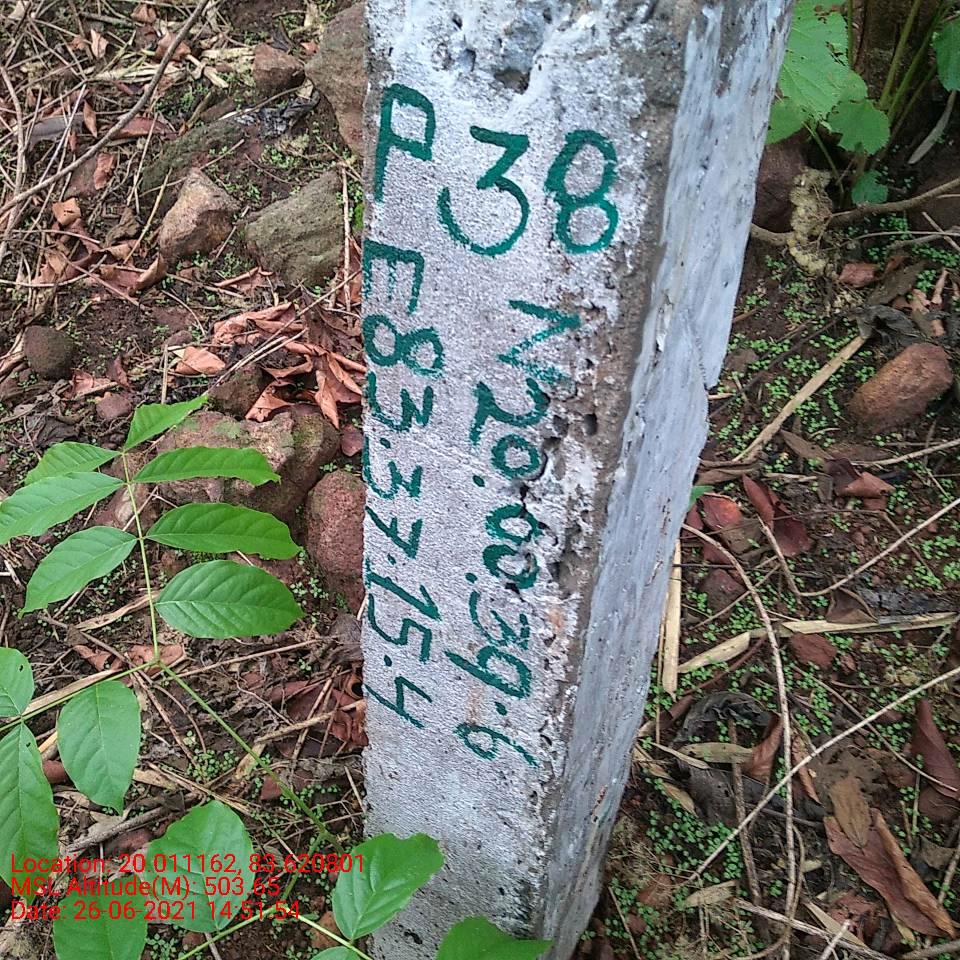 P 38
N20.00.39.6
E83.37.15.4
Location: 20.011162, 83.620801
MSL Altitude(M): 503.65
Date: 26-06-2021 14:51:54